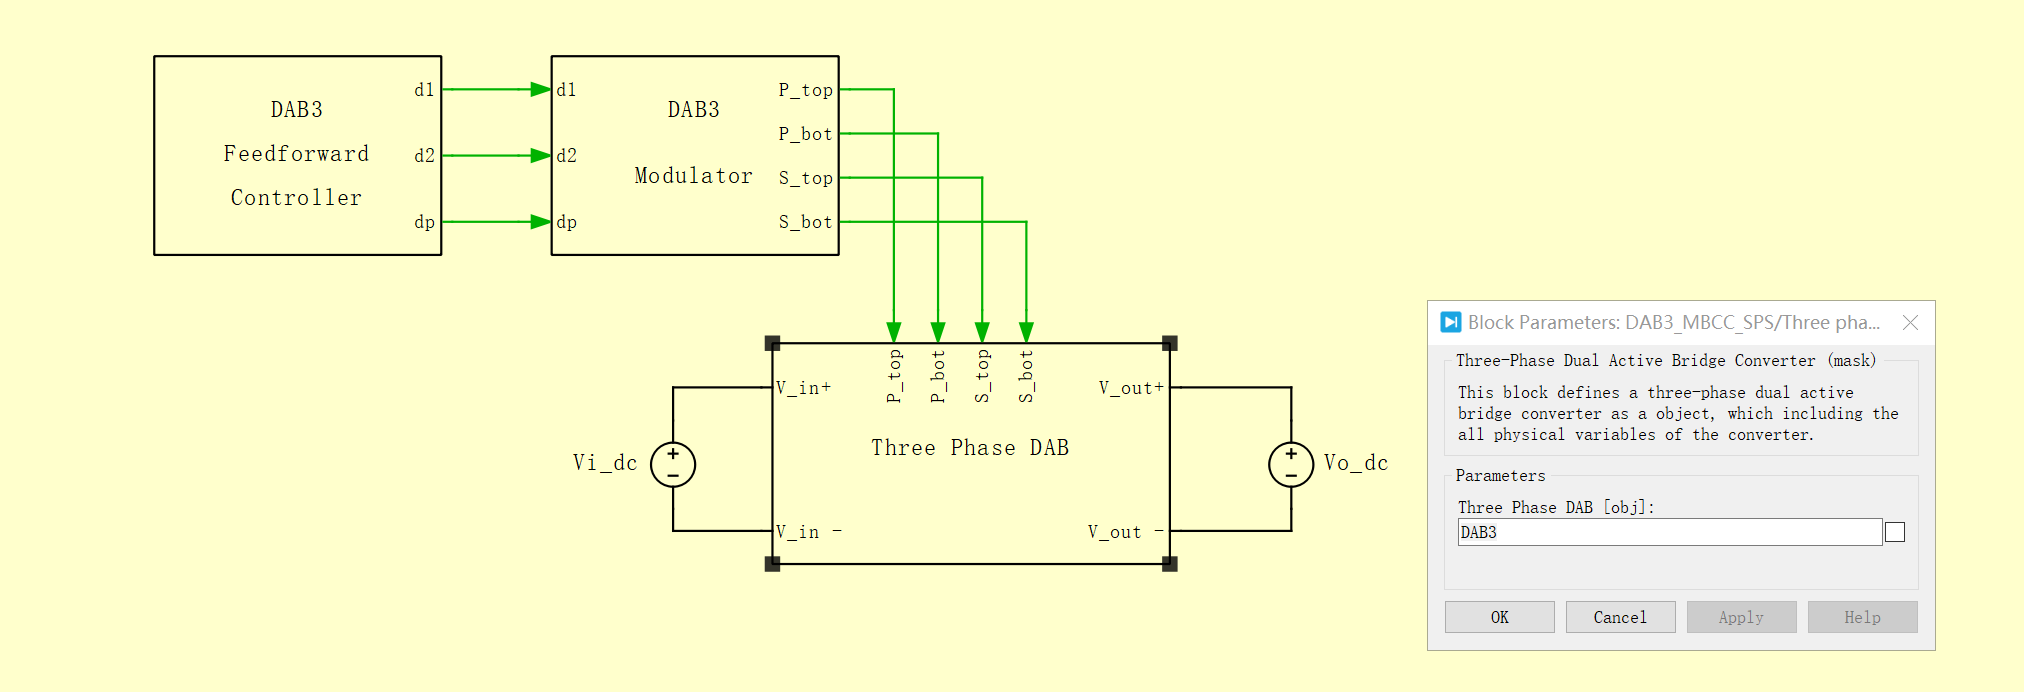 DAB3
Feedforward
Controller
d1
d2
dp
d1
d2
dp
DAB3
Modulator
P_top
P_bot
S_top
S_bot
P_top
P_bot
S_top
S_bot
V_in+
V_in -
V_out+
V_out -
Three Phase DAB
Vi_dc
Vo_dc
Block Parameters: DAB3_MBCC_SPS/Three pha...
Three-Phase Dual Active Bridge Converter (mask)
This block defines a three-phase dual active
bridge converter as a object, which including the
all physical variables of the converter.
Parameters
Three Phase DAB [obj]:
DAB3
OK
Cancel
Apply
Help